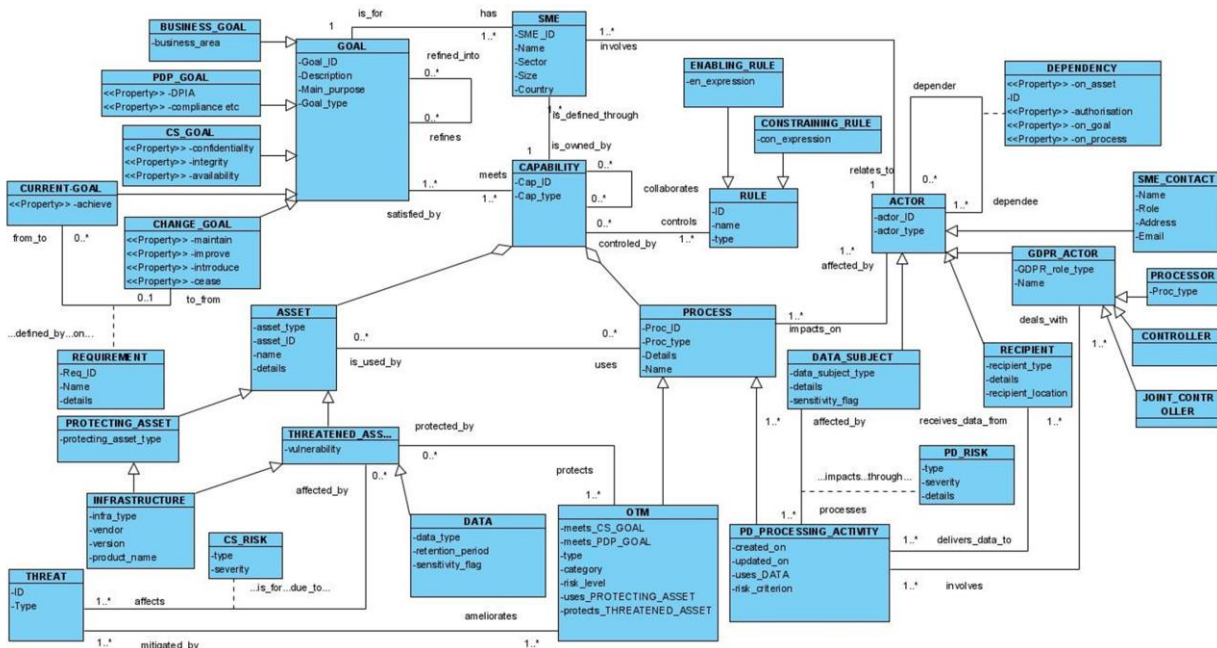 BUSINESS_GOAL
-business_area
PDP_GOAL
<<Property>> -DPIA
<<Property>> -compliance etc
CS_GOAL
<<Property>> -confidentiality
<<Property>> -integrity
<<Property>> -availability
CURRENT-GOAL
<<Property>> -achieve
CHANGE_GOAL
<<Property>> -maintain
<<Property>> -improve
<<Property>> -introduce
<<Property>> -cease
from_to
0..*
0..1
to_from
...defined_by...on...
REQUIREMENT
-Req_ID
-Name
-details
GOAL
-Goal_ID
-Description
-Main_purpose
-Goal_type
is_for
1
has
1..*
refined_into
0..*
0..*
refines
SME
-SME_ID
-Name
-Sector
-Size
-Country
1..*
involves
1..*
is_defined_through
1
is_owned_by
meets
1..*
1..*
satisfied_by
CAPABILITY
-Cap_ID
-Cap_type
0..*
0..*
collaborates
0..*
controls
controled_by
1..*
ENABLING_RULE
-en_expression
CONSTRAINING_RULE
-con_expression
RULE
-ID
-name
-type
DEPENDENCY
<<Property>> -on_asset
-ID
<<Property>> -authorisation
<<Property>> -on_goal
<<Property>> -on_process
depender
0..*
relates_to
1
1..*
dependee
ACTOR
-actor_ID
-actor_type
SME_CONTACT
-Name
-Role
-Address
-Email
GDPR_ACTOR
-GDPR_role_type
-Name
PROCESSOR
-Proc_type
CONTROLLER
JOINT_CONTR
OLLER
deals_with
1..*
1..*
affected_by
1..*
impacts_on
ASSET
-asset_type
-asset_ID
-name
-details
0..*
is_used_by
0..*
uses
PROCESS
-Proc_ID
-Proc_type
-Details
-Name
DATA_SUBJECT
-data_subject_type
-details
-sensitivity_flag
RECIPIENT
-recipient_type
-details
-recipient_location
1..*
affected_by
receives_data_from
1..*
PROTECTING_ASSET
-protecting_asset_type
THREATENED_ASS...
-vulnerability
protected_by
0..*
protects
1..*
0..*
affected_by
INFRASTRUCTURE
-infra_type
-vendor
-version
-product_name
CS_RISK
-type
-severity
DATA
-data_type
-retention_period
-sensitivity_flag
OTM
-meets_CS_GOAL
-meets_PDP_GOAL
-type
-category
-risk_level
-uses_PROTECTING_ASSET
-protects_THREATENED_ASSET
PD_RISK
-type
-severity
-details
...impacts...through...
processes
1..*
PD_PROCESSING_ACTIVITY
-created_on
-updated_on
-uses_DATA
-risk_criterion
1..*
delivers_data_to
1..*
involves
THREAT
-ID
-Type
1..*
affects
...is_for...due_to...
ameliorates
1..*
mitigated_by
1..*